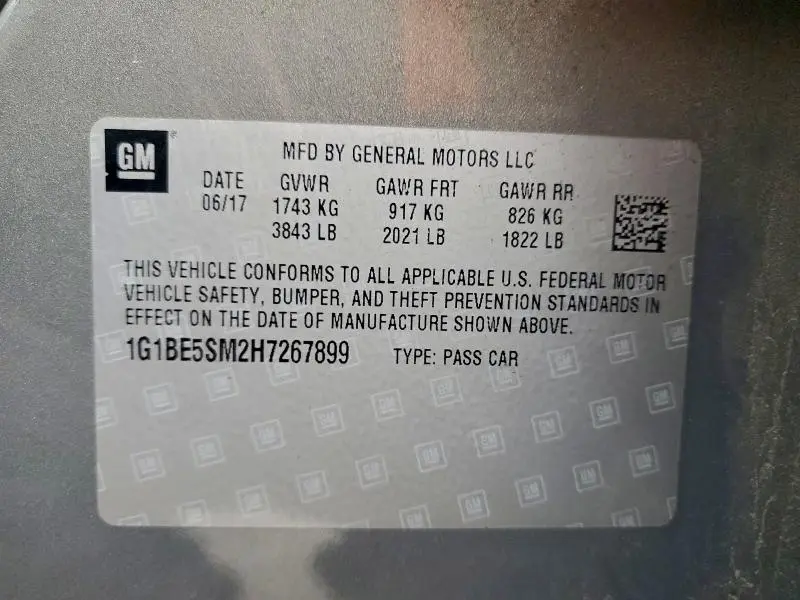 GM
MFD BY GENERAL MOTORS LLC
DATE GVWR GAWR FRT GAWR RR
06/17 1743 KG 917 KG 826 KG
3843 LB 2021 LB 1822 LB
THIS VEHICLE CONFORMS TO ALL APPLICABLE U.S. FEDERAL MOTOR
VEHICLE SAFETY, BUMPER, AND THEFT PREVENTION STANDARDS IN
EFFECT ON THE DATE OF MANUFACTURE SHOWN ABOVE.
1G1BE5SM2H7267899 TYPE: PASS CAR